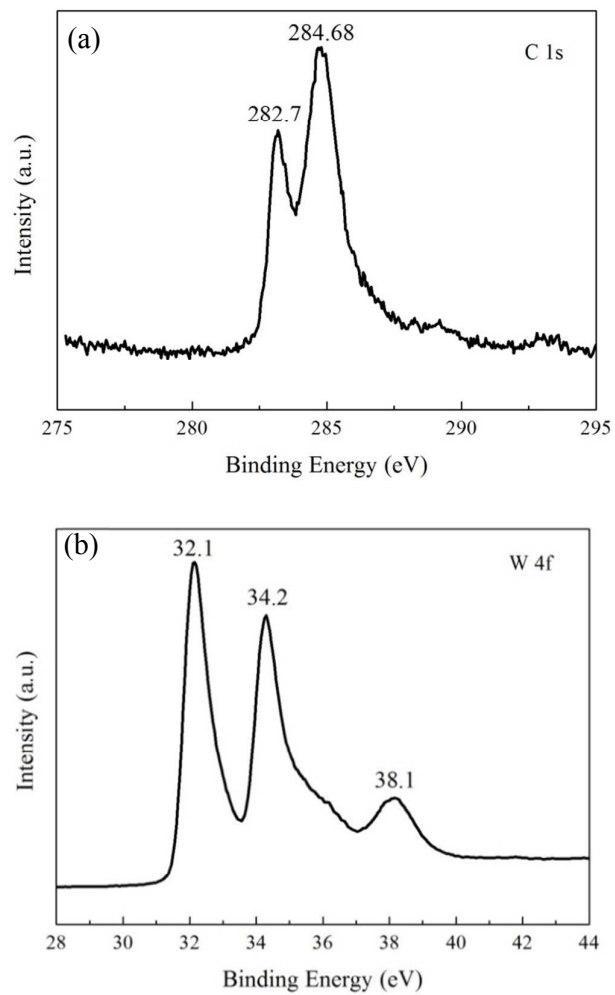 (a)
284.68
C 1s
282.7
Intensity (a.u.)
275 280 285 290 295
Binding Energy (eV)
(b)
32.1
W 4f
34.2
38.1
Intensity (a.u.)
28 30 32 34 36 38 40 42 44
Binding Energy (eV)